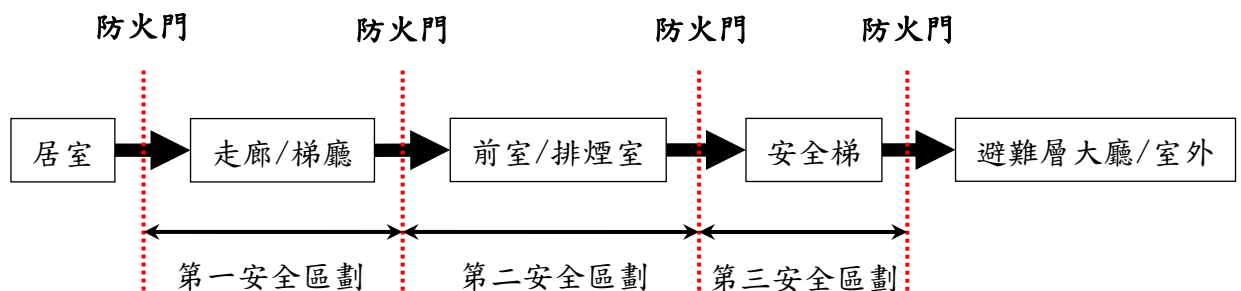 防火門 防火門 防火門 防火門
居室 走廊/梯廳 前室/排煙室 安全梯 避難層大廳/室外
第一安全區劃 第二安全區劃 第三安全區劃